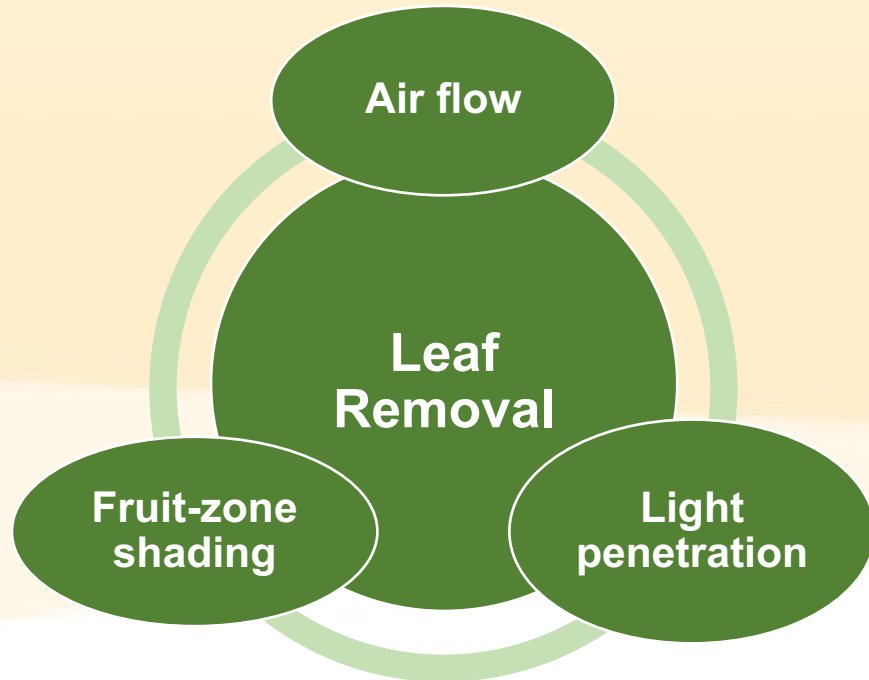 Air flow
Leaf
Removal
Fruit-zone
shading
Light
penetration